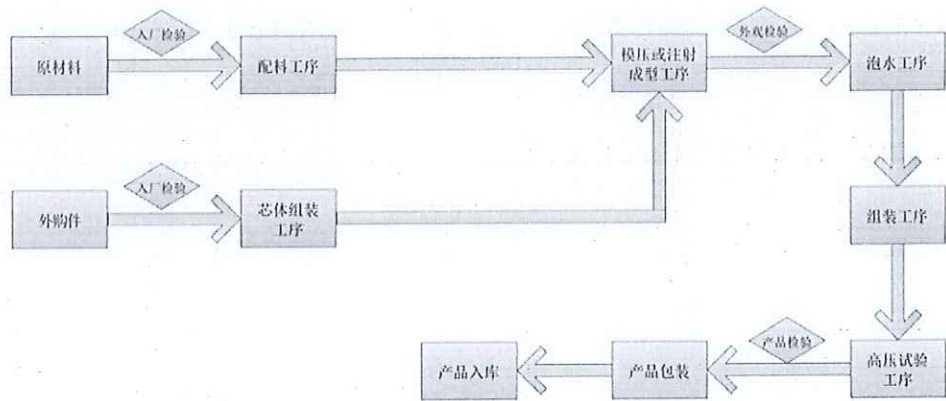 入厂检验
外观检验
原材料
配料工序
模压或注射
成型工序
泡水工序
入厂检验
外购件
芯体组装
工序
组装工序
产品检验
产品入库
产品包装
高压试验
工序